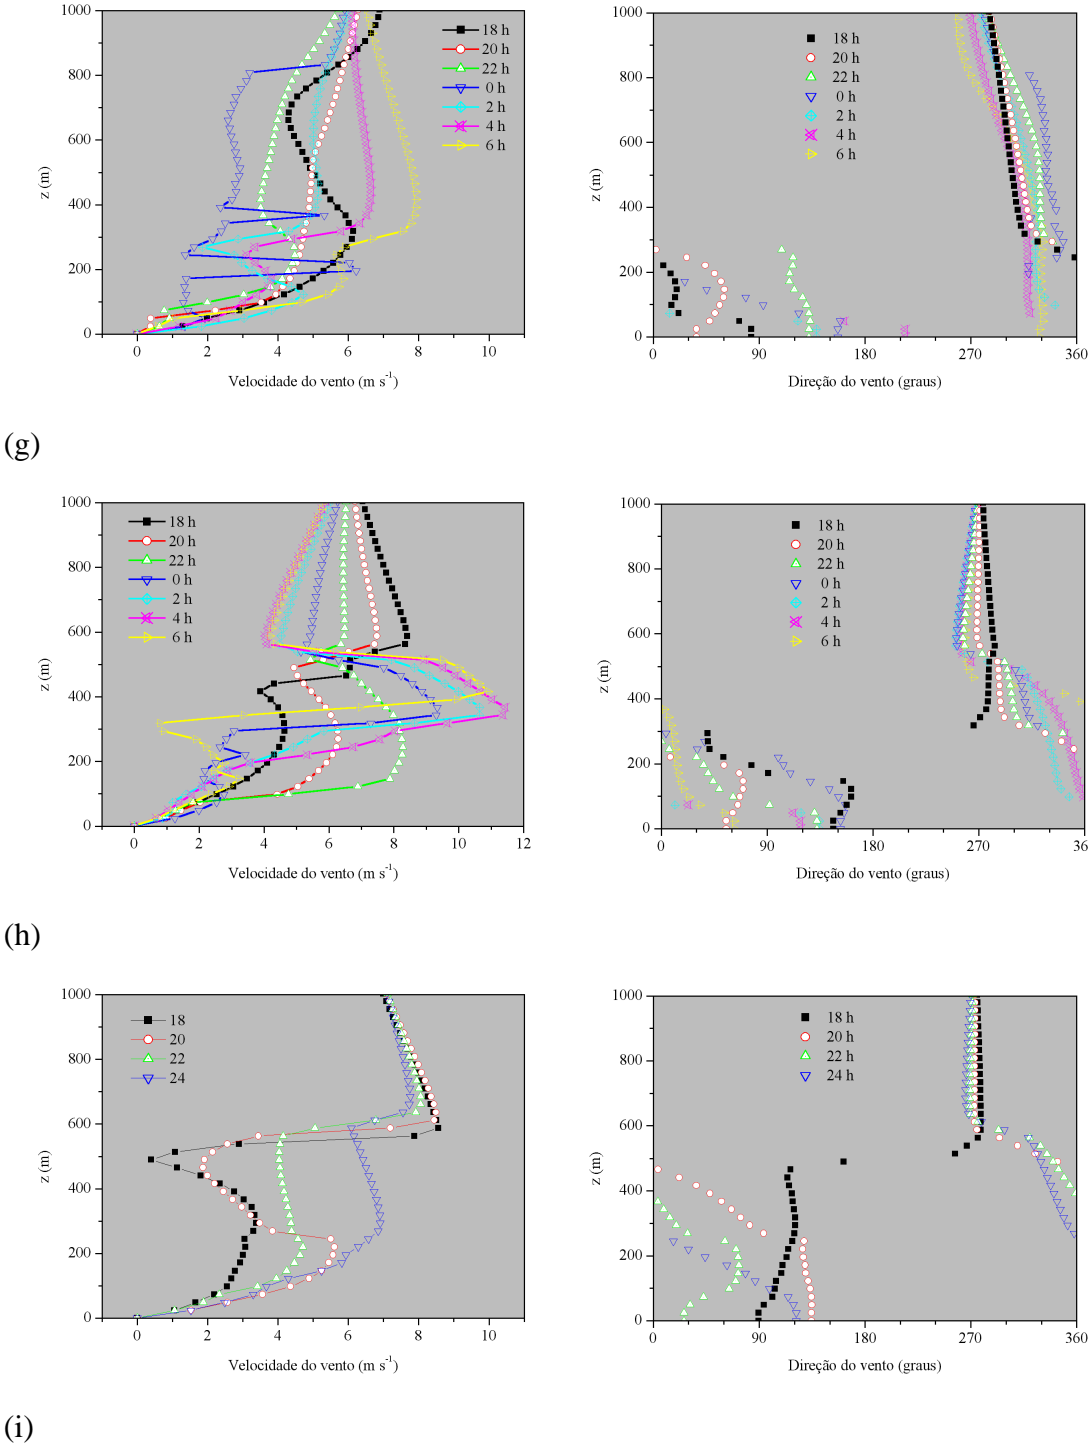 1000
800
600
400
200
0
z (m)
18 h
20 h
22 h
0 h
2 h
4 h
6 h
0 2 4 6 8 10
Velocidade do vento (m s⁻¹)
1000
800
600
400
200
0
z (m)
18 h
20 h
22 h
0 h
2 h
4 h
6 h
0 90 180 270 360
Direção do vento (graus)
(g)
1000
800
600
400
200
0
z (m)
18 h
20 h
22 h
0 h
2 h
4 h
6 h
0 2 4 6 8 10 12
Velocidade do vento (m s⁻¹)
1000
800
600
400
200
0
z (m)
18 h
20 h
22 h
0 h
2 h
4 h
6 h
0 90 180 270 36
Direção do vento (graus)
(h)
1000
800
600
400
200
0
z (m)
18
20
22
24
0 2 4 6 8 10
Velocidade do vento (m s⁻¹)
1000
800
600
400
200
0
z (m)
18 h
20 h
22 h
24 h
0 90 180 270 360
Direção do vento (graus)
(i)